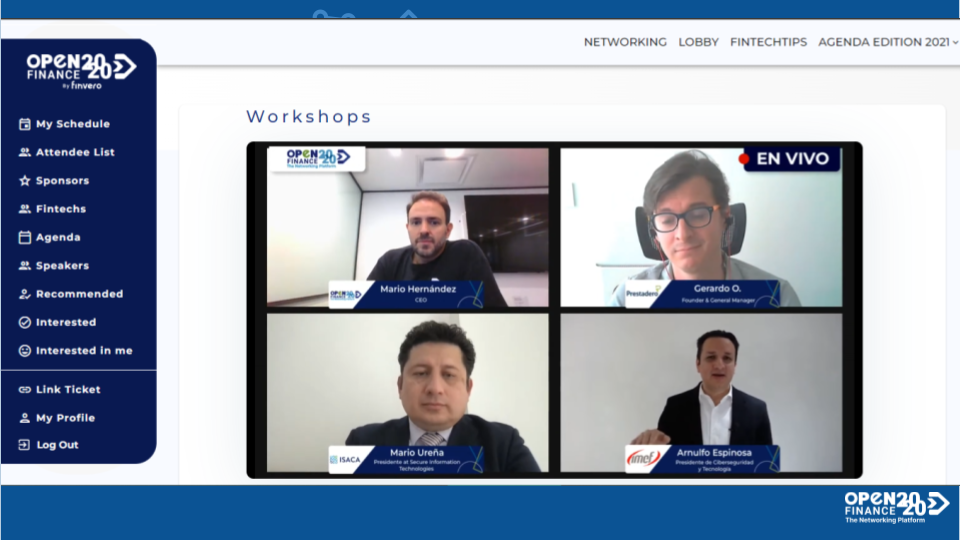 NETWORKING LOBBY FINTECHTIPS AGENDA EDITION 2021
OPEN 2020
FINANCE
By finvero
My Schedule
Attendee List
Sponsors
Fintechs
Agenda
Speakers
Recommended
Interested
Interested in me
Link Ticket
My Profile
Log Out
Workshops
OPEN 2020
FINANCE
The Networking Platform
EN VIVO
OPEN 2020
FINANCE
Mario Hernández
CEO
Prestadero
Gerardo O.
Founder & General Manager
ISACA
Mario Ureña
Presidente at Secure Information
Technologies
imef
Arnulfo Espinosa
Presidente de Ciberseguridad
y Tecnología
OPEN 2020
FINANCE
The Networking Platform